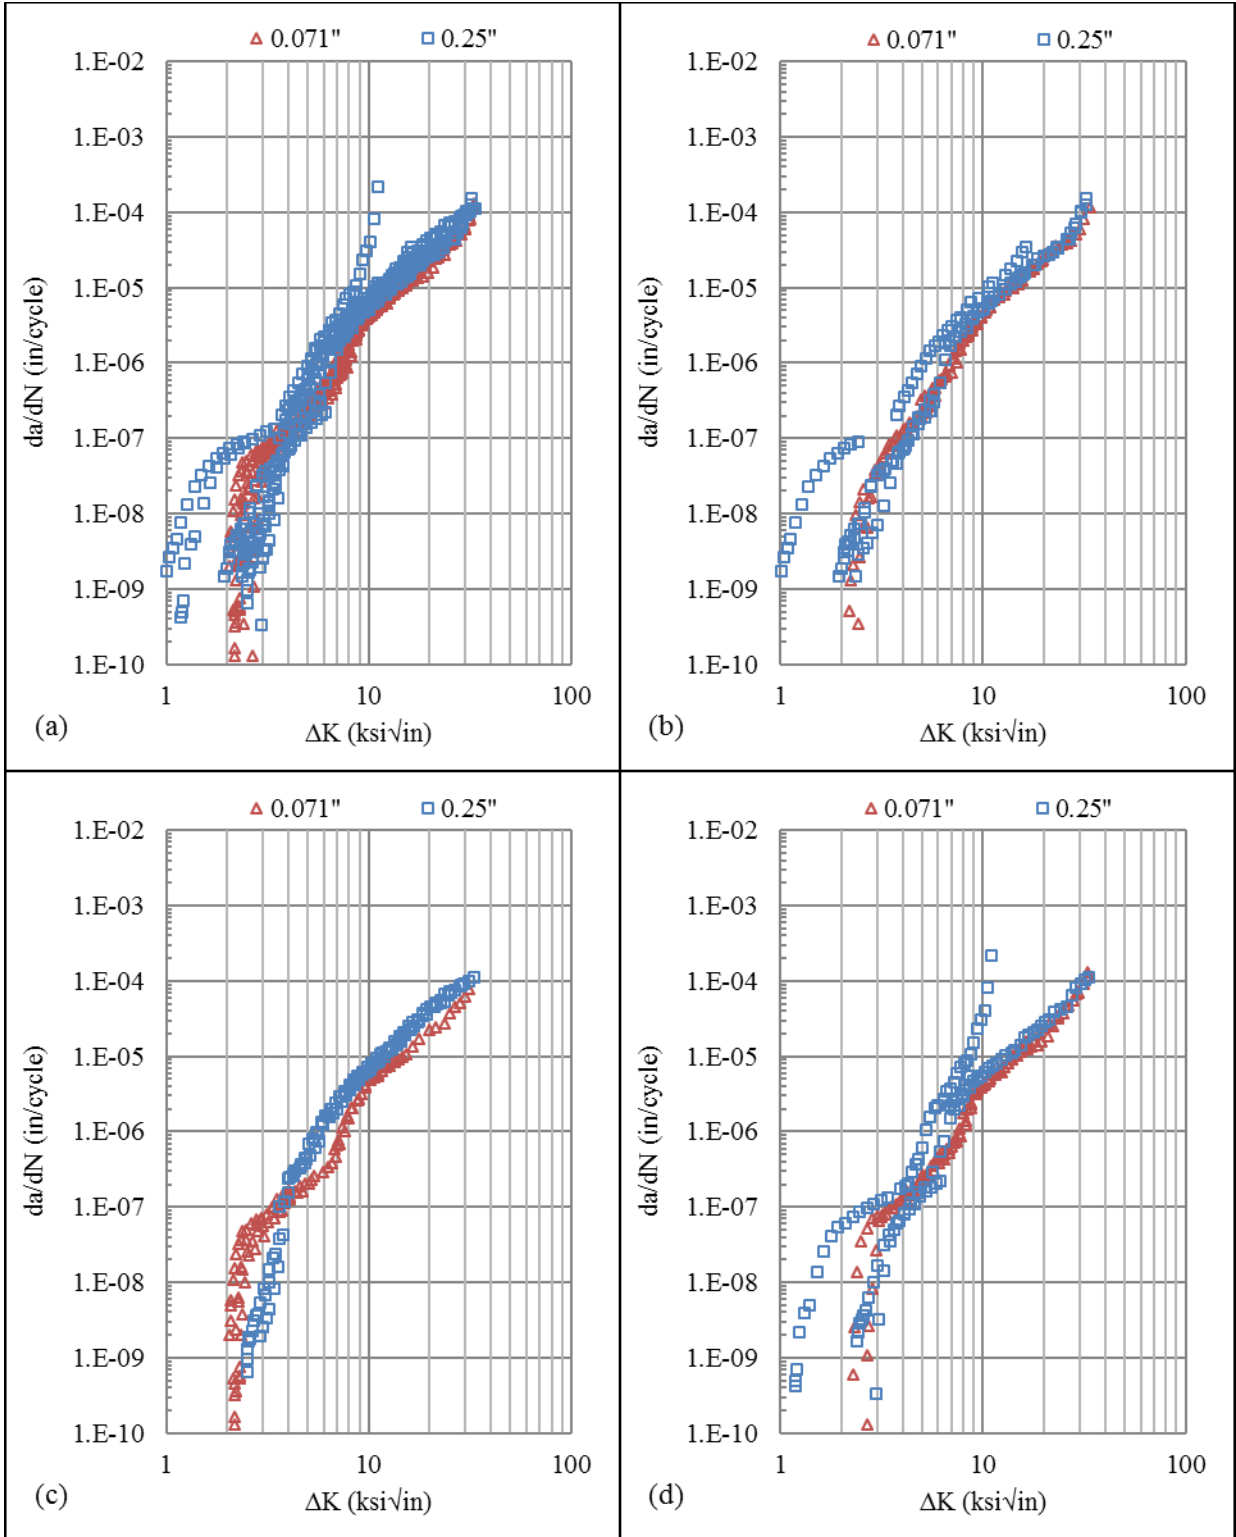 0.071" 0.25"
1.E-02
1.E-03
1.E-04
1.E-05
1.E-06
1.E-07
1.E-08
1.E-09
1.E-10
da/dN (in/cycle)
1 10 100
ΔK (ksi√in)
(a)
0.071" 0.25"
1.E-02
1.E-03
1.E-04
1.E-05
1.E-06
1.E-07
1.E-08
1.E-09
1.E-10
da/dN (in/cycle)
1 10 100
ΔK (ksi√in)
(b)
0.071" 0.25"
1.E-02
1.E-03
1.E-04
1.E-05
1.E-06
1.E-07
1.E-08
1.E-09
1.E-10
da/dN (in/cycle)
1 10 100
ΔK (ksi√in)
(c)
0.071" 0.25"
1.E-02
1.E-03
1.E-04
1.E-05
1.E-06
1.E-07
1.E-08
1.E-09
1.E-10
da/dN (in/cycle)
1 10 100
ΔK (ksi√in)
(d)